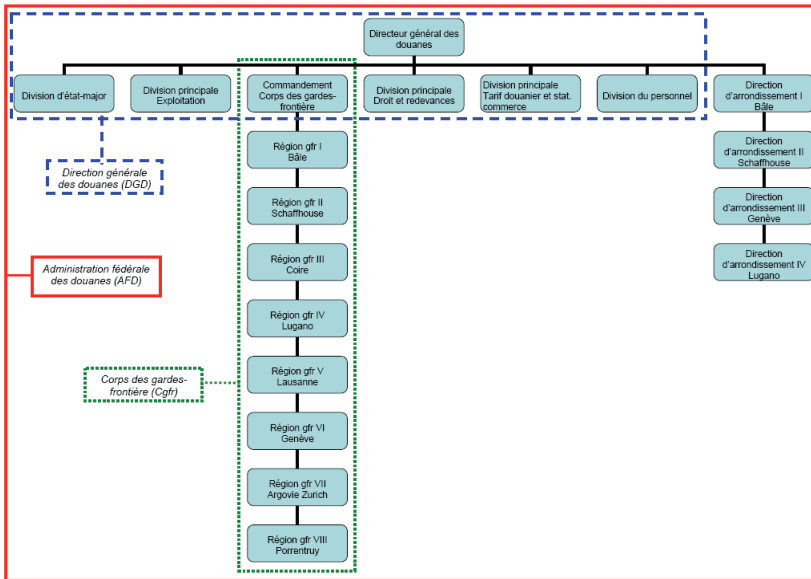 Directeur général des
douanes
Division d'état-major
Division principale
Exploitation
Commandement
Corps des gardes-
frontière
Division principale
Droit et redevances
Division principale
Tarif douanier et stat.
commerce
Division du personnel
Direction
d'arrondissement I
Bâle
Région gfr I
Bâle
Direction
d'arrondissement II
Schaffhouse
Direction générale
des douanes (DGD)
Région gfr II
Schaffhouse
Direction
d'arrondissement III
Genève
Région gfr III
Coire
Direction
d'arrondissement IV
Lugano
Administration fédérale
des douanes (AFD)
Région gfr IV
Lugano
Région gfr V
Lausanne
Corps des gardes-
frontière (Cgfr)
Région gfr VI
Genève
Région gfr VII
Argovie Zurich
Région gfr VIII
Porrentruy